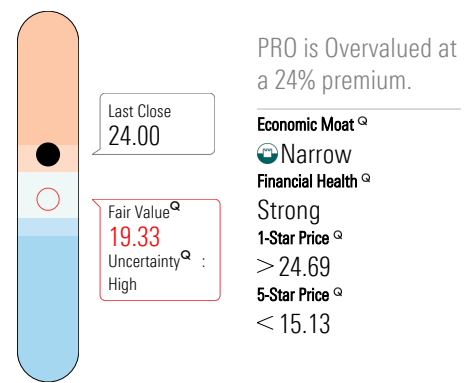 PRO is Overvalued at
a 24% premium.
Last Close
24.00
Fair Value Q
19.33
Uncertainty Q :
High
Economic Moat Q
Narrow
Financial Health Q
Strong
1-Star Price Q
>24.69
5-Star Price Q
<15.13